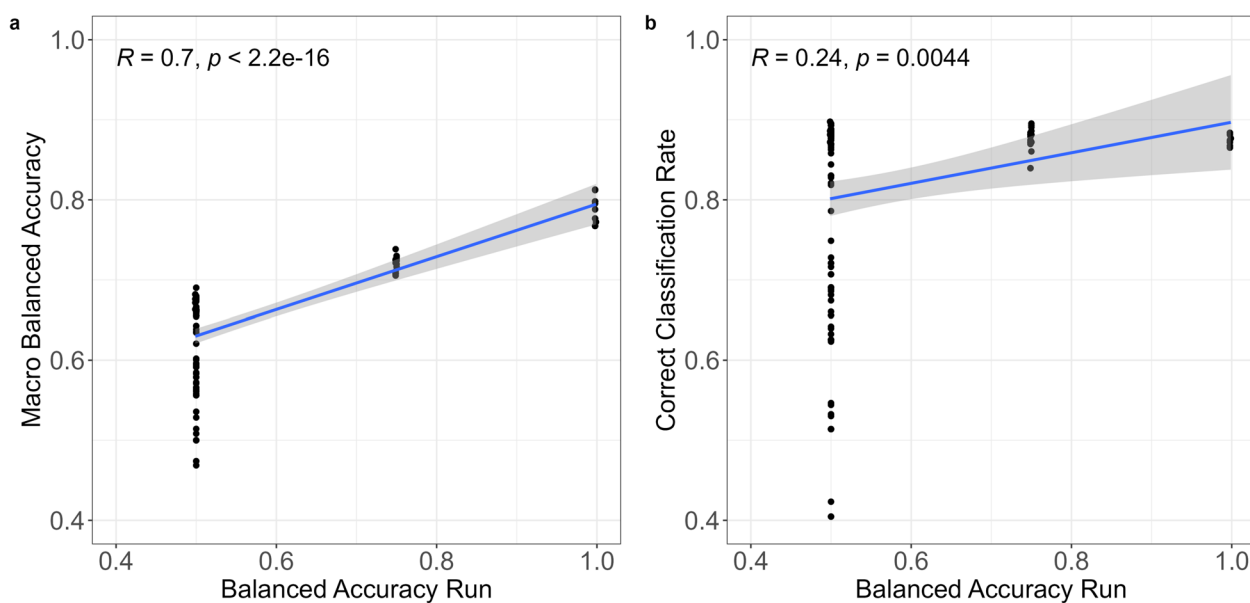 a
R = 0.7, p < 2.2e-16
Macro Balanced Accuracy
1.0
0.8
0.6
0.4
0.4 0.6 0.8 1.0
Balanced Accuracy Run
b
R = 0.24, p = 0.0044
Correct Classification Rate
1.0
0.8
0.6
0.4
0.4 0.6 0.8 1.0
Balanced Accuracy Run